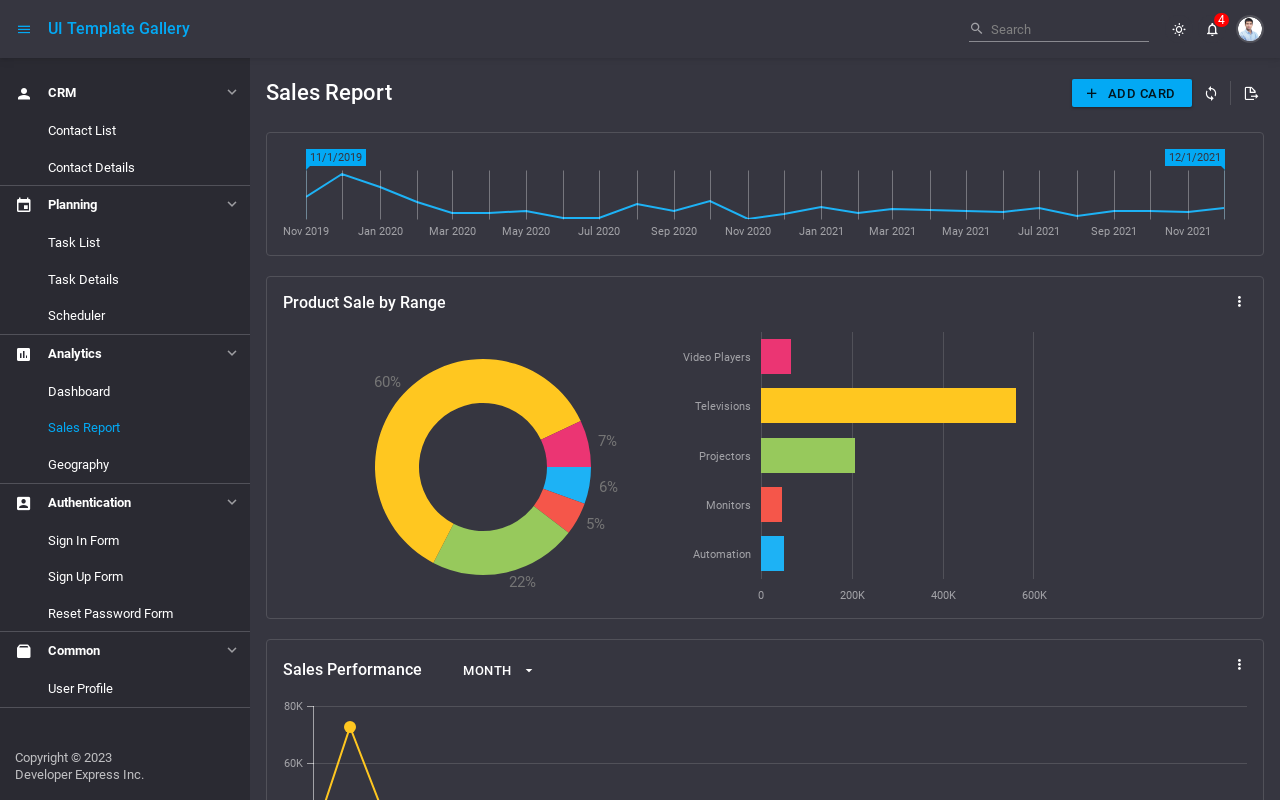 UI Template Gallery
Search
4
CRM
Contact List
Contact Details
Planning
Task List
Task Details
Scheduler
Analytics
Dashboard
Sales Report
Geography
Authentication
Sign In Form
Sign Up Form
Reset Password Form
Common
User Profile
Copyright © 2023
Developer Express Inc.
Sales Report
ADD CARD
11/1/2019
12/1/2021
Nov 2019 Jan 2020 Mar 2020 May 2020 Jul 2020 Sep 2020 Nov 2020 Jan 2021 Mar 2021 May 2021 Jul 2021 Sep 2021 Nov 2021
Product Sale by Range
60%
7%
6%
5%
22%
Video Players
Televisions
Projectors
Monitors
Automation
0 200K 400K 600K
Sales Performance
MONTH
80K
60K